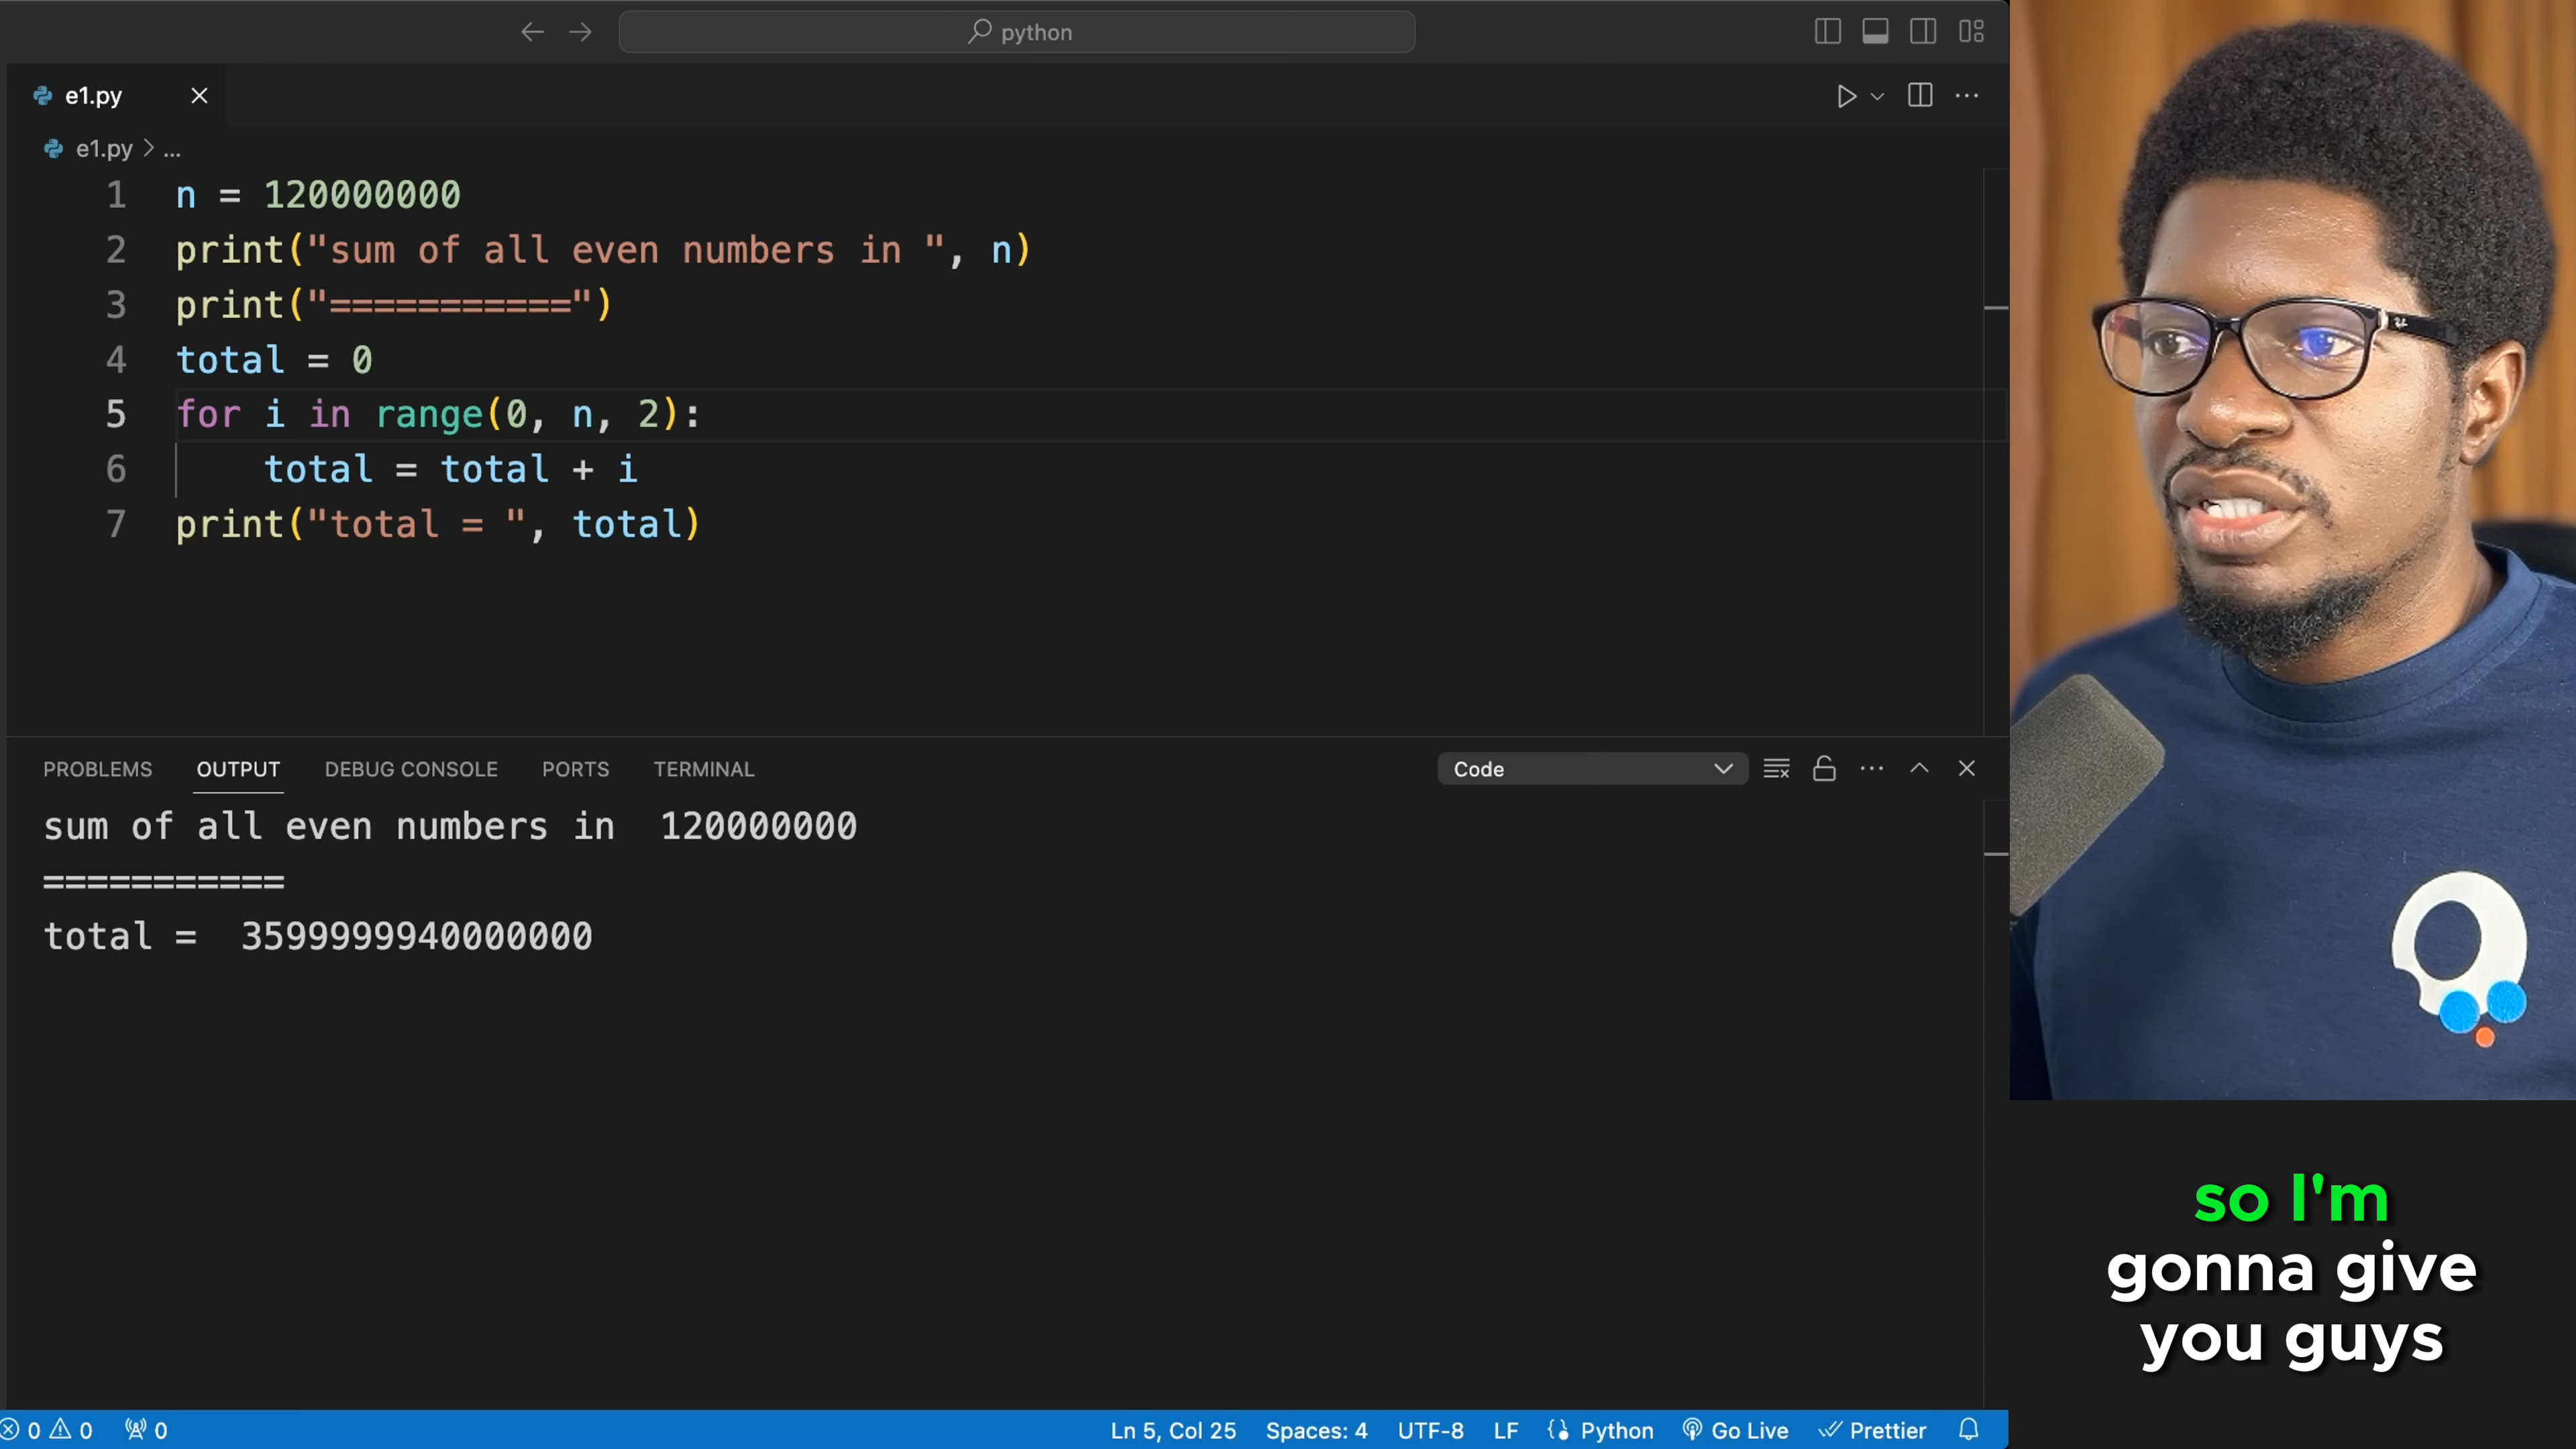 python
e1.py
e1.py > ...
1 n = 120000000
2 print("sum of all even numbers in ", n)
3 print("===========")
4 total = 0
5 for i in range(0, n, 2):
6     total = total + i
7 print("total = ", total)
PROBLEMS OUTPUT DEBUG CONSOLE PORTS TERMINAL Code
sum of all even numbers in  120000000
===========
total =  3599999940000000
so I'm
gonna give
you guys
0 0 0 Ln 5, Col 25 Spaces: 4 UTF-8 LF Python Go Live Prettier